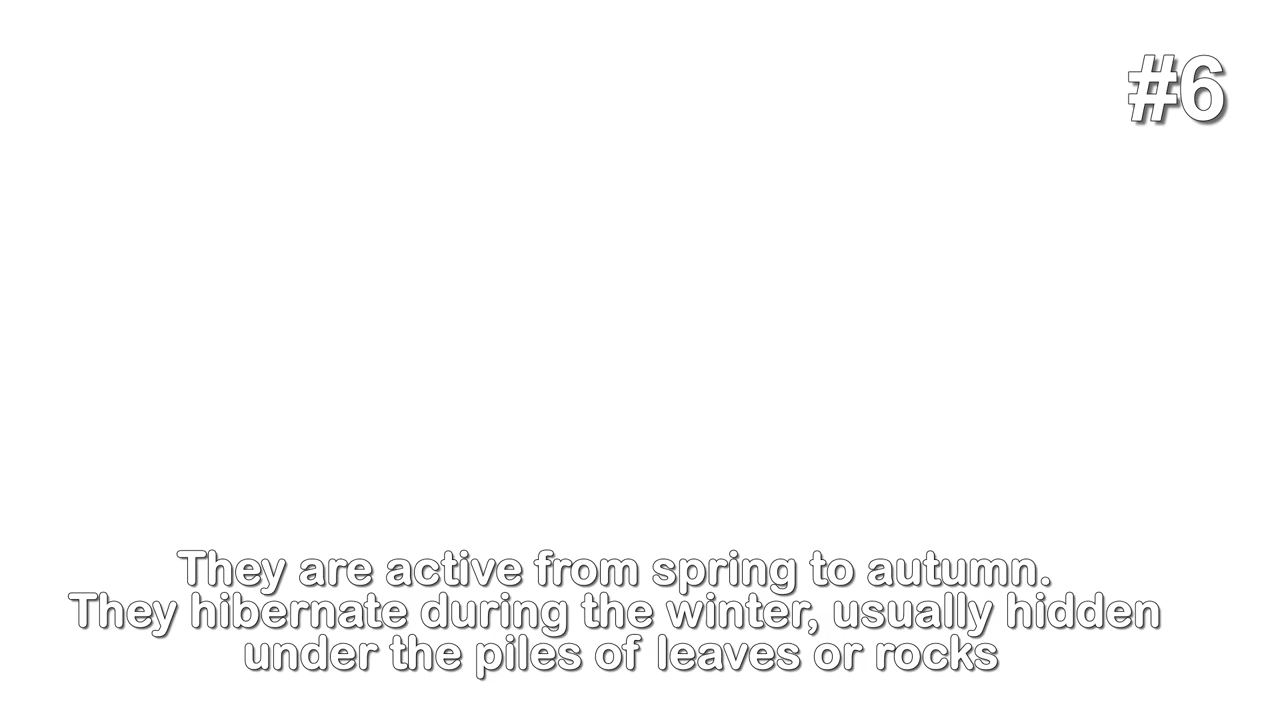 #6
They are active from spring to autumn.
They hibernate during the winter, usually hidden
under the piles of leaves or rocks